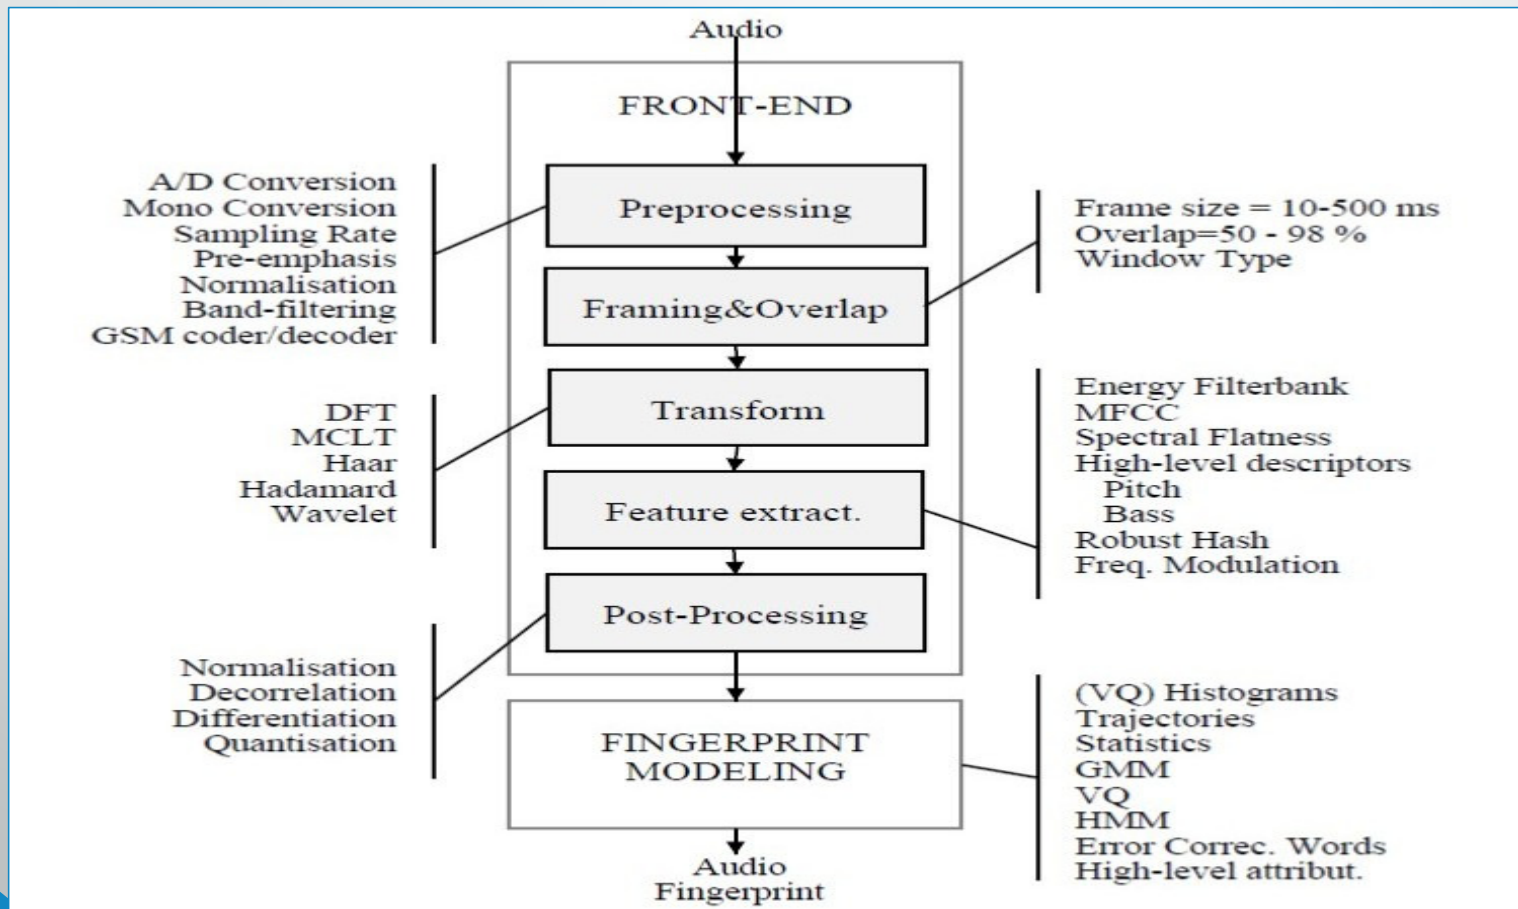 Audio
FRONT-END
Preprocessing
A/D Conversion
Mono Conversion
Sampling Rate
Pre-emphasis
Normalisation
Band-filtering
GSM coder/decoder
Framing&Overlap
Frame size = 10-500 ms
Overlap=50 - 98 %
Window Type
Transform
DFT
MCLT
Haar
Hadamard
Wavelet
Feature extract.
Energy Filterbank
MFCC
Spectral Flatness
High-level descriptors
Pitch
Bass
Robust Hash
Freq. Modulation
Post-Processing
Normalisation
Decorrelation
Differentiation
Quantisation
FINGERPRINT
MODELING
(VQ) Histograms
Trajectories
Statistics
GMM
VQ
HMM
Error Correc. Words
High-level attribut.
Audio
Fingerprint